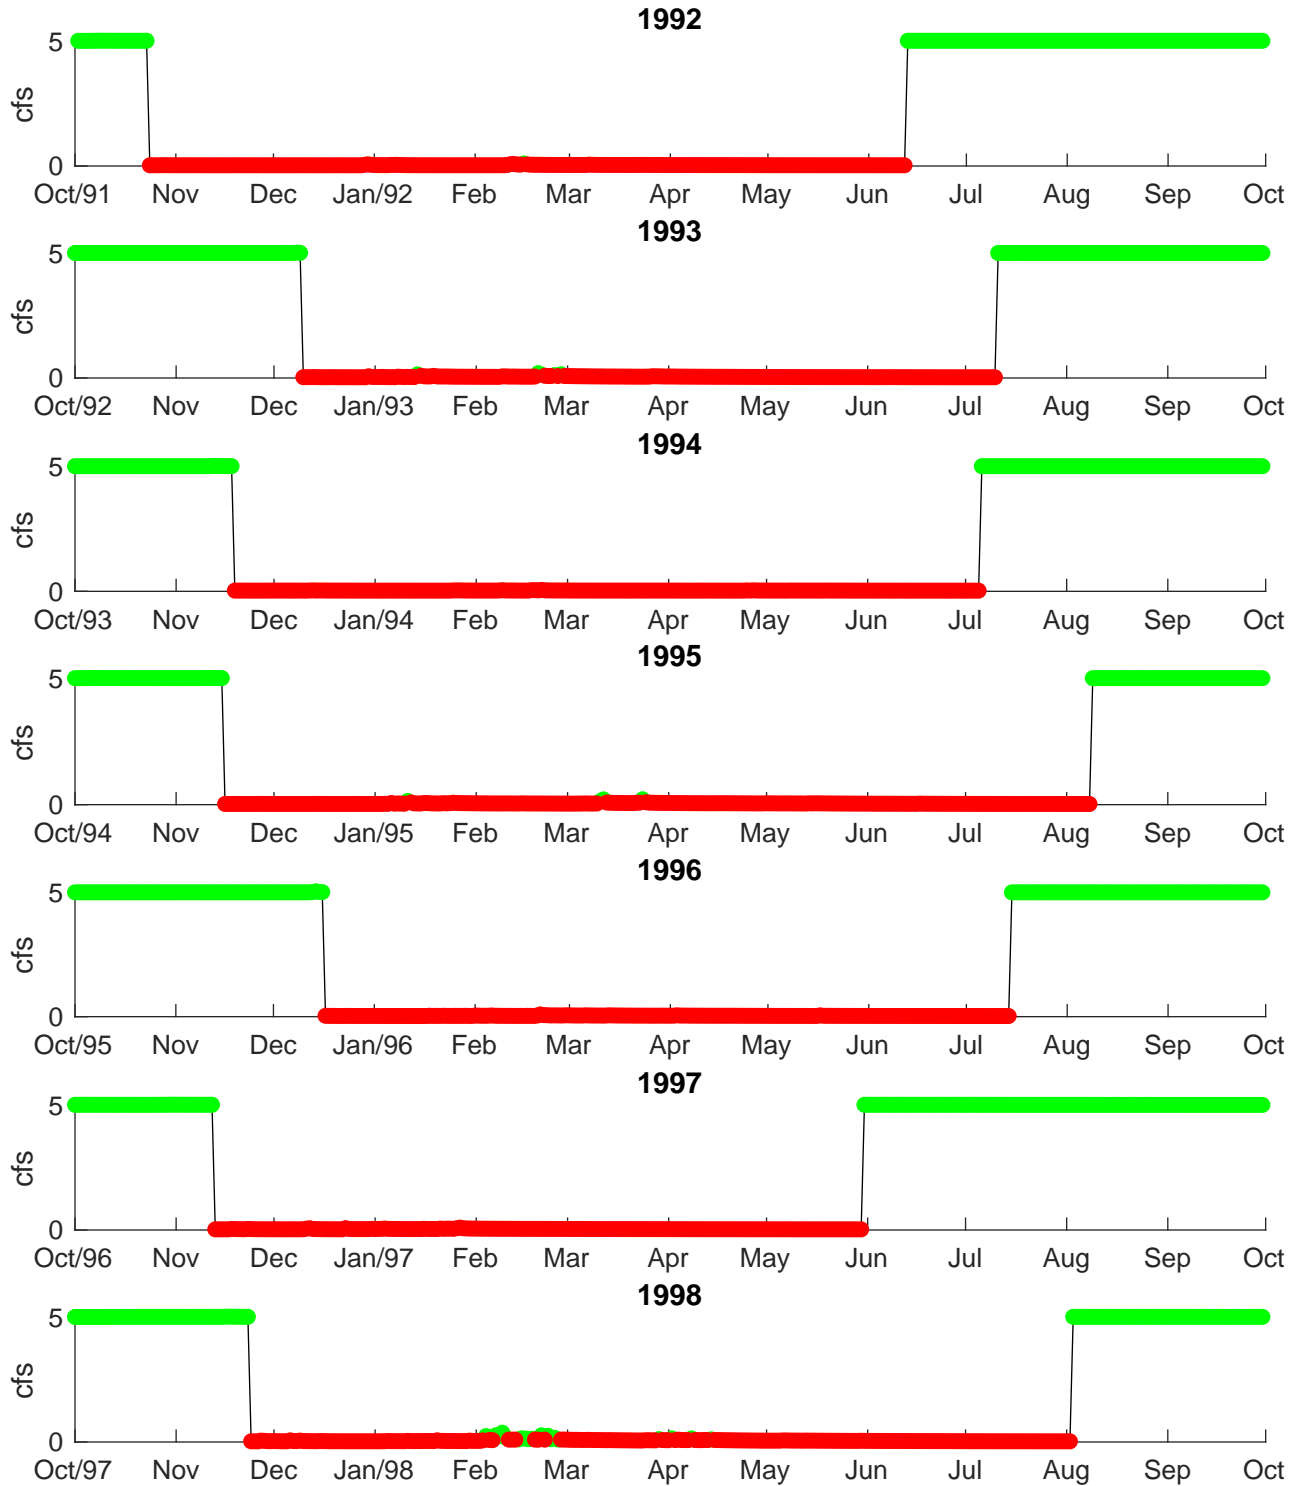 1992
5
cfs
0
Oct/91 Nov Dec Jan/92 Feb Mar Apr May Jun Jul Aug Sep Oct
1993
5
cfs
0
Oct/92 Nov Dec Jan/93 Feb Mar Apr May Jun Jul Aug Sep Oct
1994
5
cfs
0
Oct/93 Nov Dec Jan/94 Feb Mar Apr May Jun Jul Aug Sep Oct
1995
5
cfs
0
Oct/94 Nov Dec Jan/95 Feb Mar Apr May Jun Jul Aug Sep Oct
1996
5
cfs
0
Oct/95 Nov Dec Jan/96 Feb Mar Apr May Jun Jul Aug Sep Oct
1997
5
cfs
0
Oct/96 Nov Dec Jan/97 Feb Mar Apr May Jun Jul Aug Sep Oct
1998
5
cfs
0
Oct/97 Nov Dec Jan/98 Feb Mar Apr May Jun Jul Aug Sep Oct